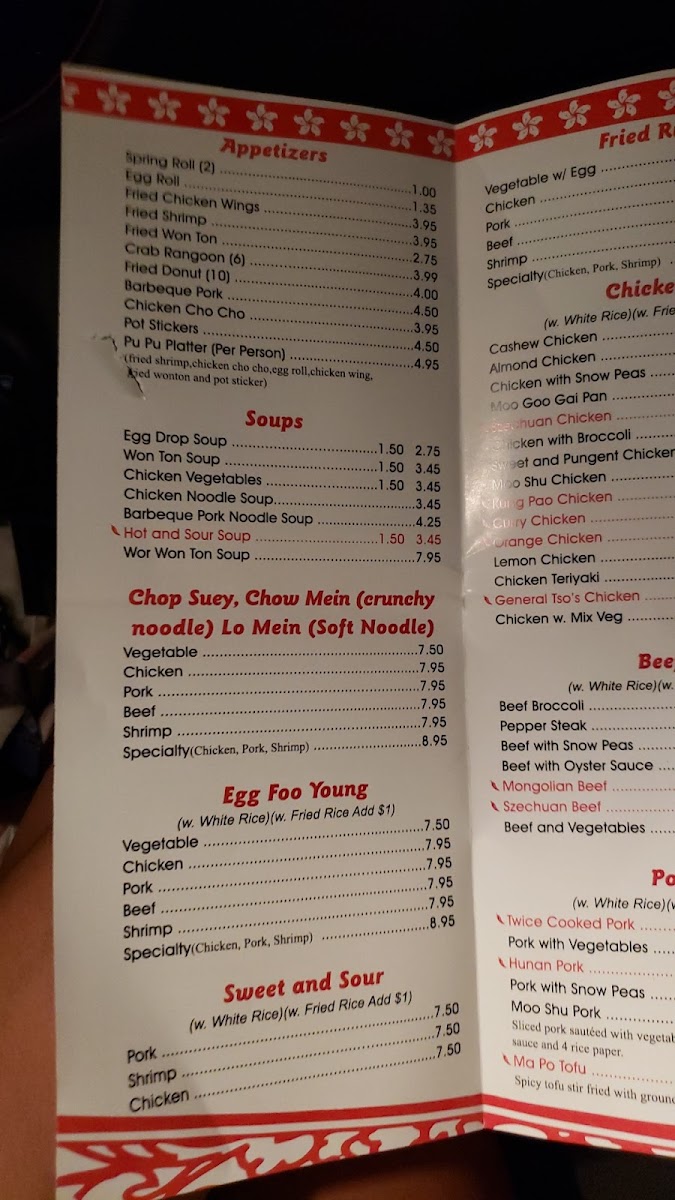 Appetizers
Spring Roll (2) 1.00
Egg Roll 1.35
Fried Chicken Wings 3.95
Fried Shrimp 3.95
Fried Won Ton 2.75
Crab Rangoon (6) 3.99
Fried Donut (10) 4.00
Barbeque Pork 4.50
Chicken Cho Cho 3.95
Pot Stickers 4.50
Pu Pu Platter (Per Person) 4.95
(fried shrimp,chicken cho cho,egg roll,chicken wing,
fried wonton and pot sticker)
Soups
Egg Drop Soup 1.50 2.75
Won Ton Soup 1.50 3.45
Chicken Vegetables 1.50 3.45
Chicken Noodle Soup 3.45
Barbeque Pork Noodle Soup 4.25
Hot and Sour Soup 1.50 3.45
Wor Won Ton Soup 7.95
Chop Suey, Chow Mein (crunchy
noodle) Lo Mein (Soft Noodle)
Vegetable 7.50
Chicken 7.95
Pork 7.95
Beef 7.95
Shrimp 7.95
Specialty(Chicken, Pork, Shrimp) 8.95
Egg Foo Young
(w. White Rice)(w. Fried Rice Add $1)
Vegetable 7.50
Chicken 7.95
Pork 7.95
Beef 7.95
Shrimp 7.95
Specialty(Chicken, Pork, Shrimp) 8.95
Sweet and Sour
(w. White Rice)(w. Fried Rice Add $1)
Pork 7.50
Shrimp 7.50
Chicken 7.50
Fried R
Vegetable w/ Egg
Chicken
Pork
Beef
Shrimp
Specialty(Chicken, Pork, Shrimp)
Chicke
(w. White Rice)(w. Frie
Cashew Chicken
Almond Chicken
Chicken with Snow Peas
Moo Goo Gai Pan
Szechuan Chicken
Chicken with Broccoli
Sweet and Pungent Chicken
Moo Shu Chicken
Kung Pao Chicken
Curry Chicken
Orange Chicken
Lemon Chicken
Chicken Teriyaki
General Tso's Chicken
Chicken w. Mix Veg
Bee
(w. White Rice)(w.
Beef Broccoli
Pepper Steak
Beef with Snow Peas
Beef with Oyster Sauce
Mongolian Beef
Szechuan Beef
Beef and Vegetables
Po
(w. White Rice)(w
Twice Cooked Pork
Pork with Vegetables
Hunan Pork
Pork with Snow Peas
Moo Shu Pork
Sliced pork sautéed with vegetab
sauce and 4 rice paper.
Ma Po Tofu
Spicy tofu stir fried with ground